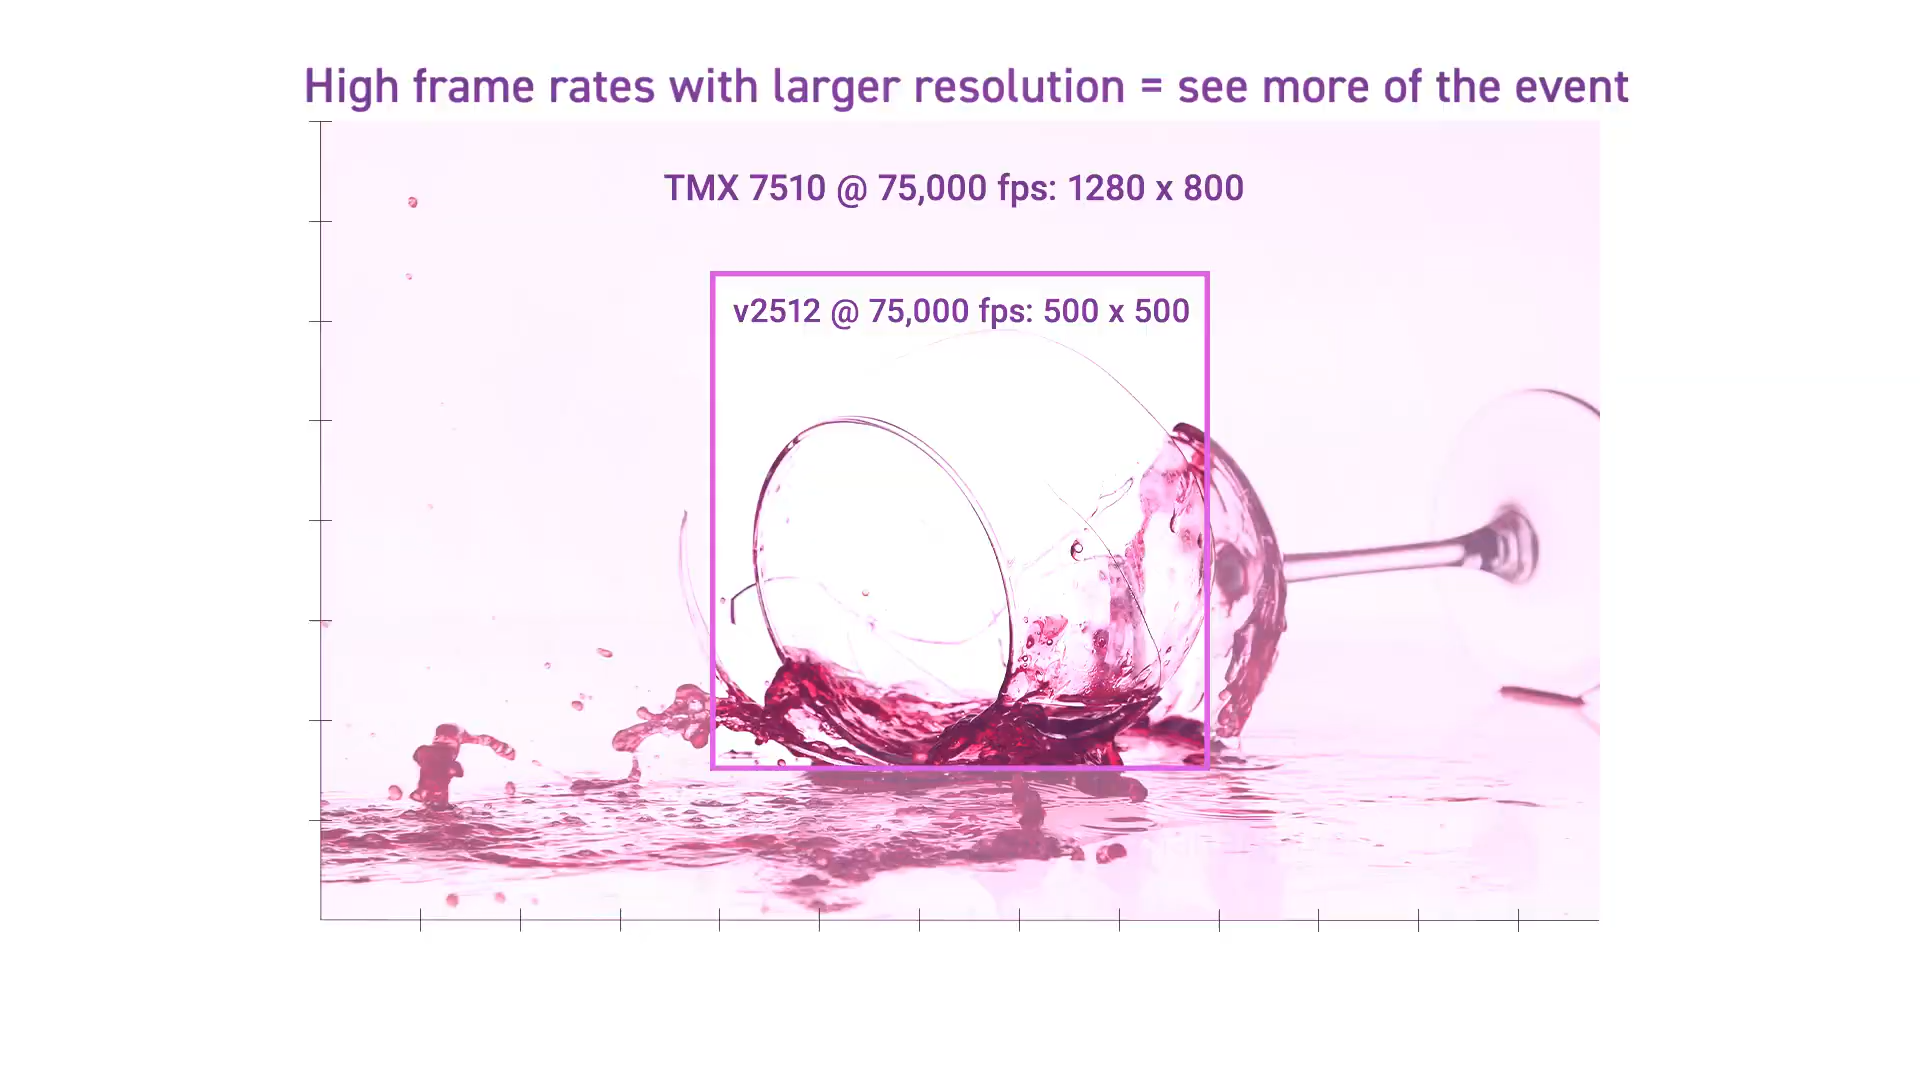 High frame rates with larger resolution = see more of the event
TMX 7510 @ 75,000 fps: 1280 x 800
v2512 @ 75,000 fps: 500 x 500